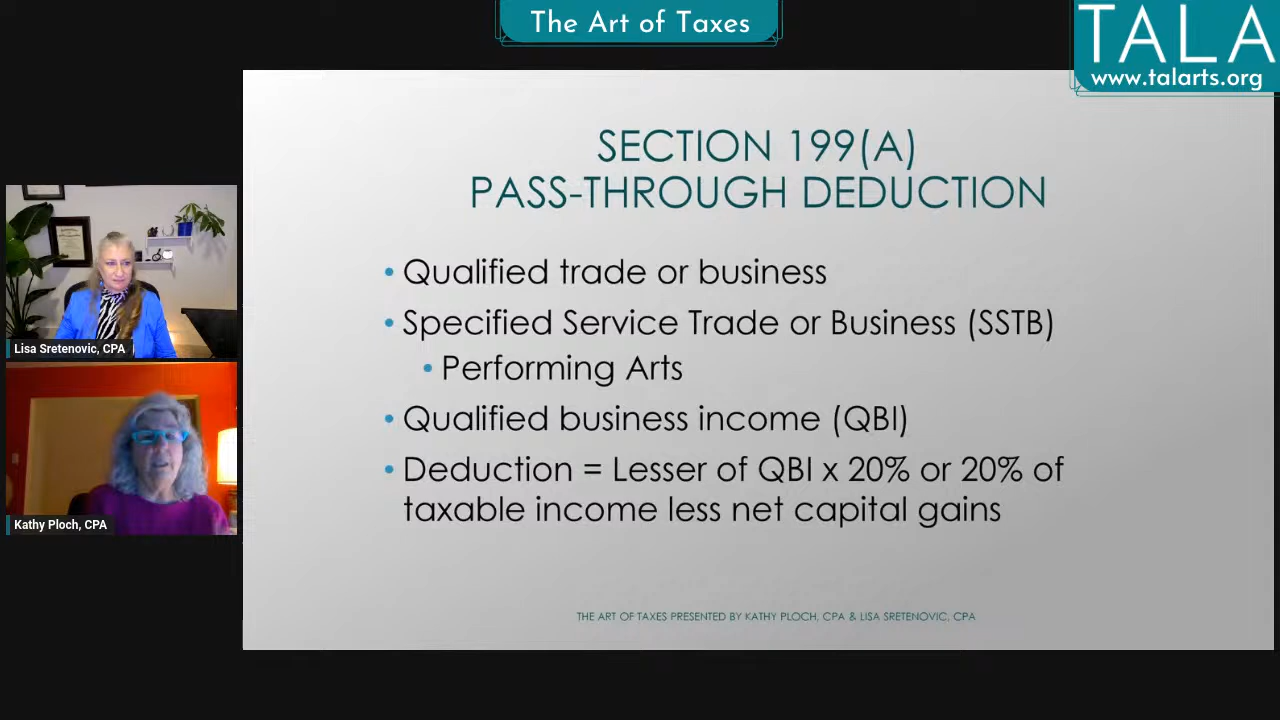 The Art of Taxes
TALA
www.talarts.org
SECTION 199(A)
PASS-THROUGH DEDUCTION
• Qualified trade or business
• Specified Service Trade or Business (SSTB)
• Performing Arts
• Qualified business income (QBI)
• Deduction = Lesser of QBI x 20% or 20% of
taxable income less net capital gains
Lisa Sretenovic, CPA
Kathy Ploch, CPA
THE ART OF TAXES PRESENTED BY KATHY PLOCH, CPA & LISA SRETENOVIC, CPA